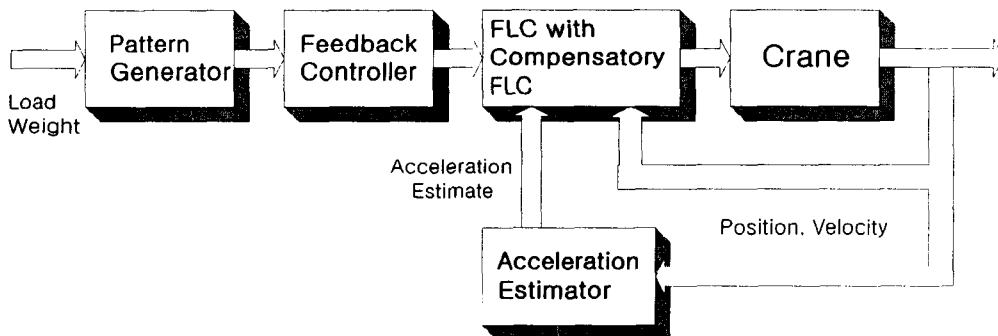 Pattern
Generator
Feedback
Controller
FLC with
Compensatory
FLC
Crane
Load
Weight
Acceleration
Estimate
Position, Velocity
Acceleration
Estimator